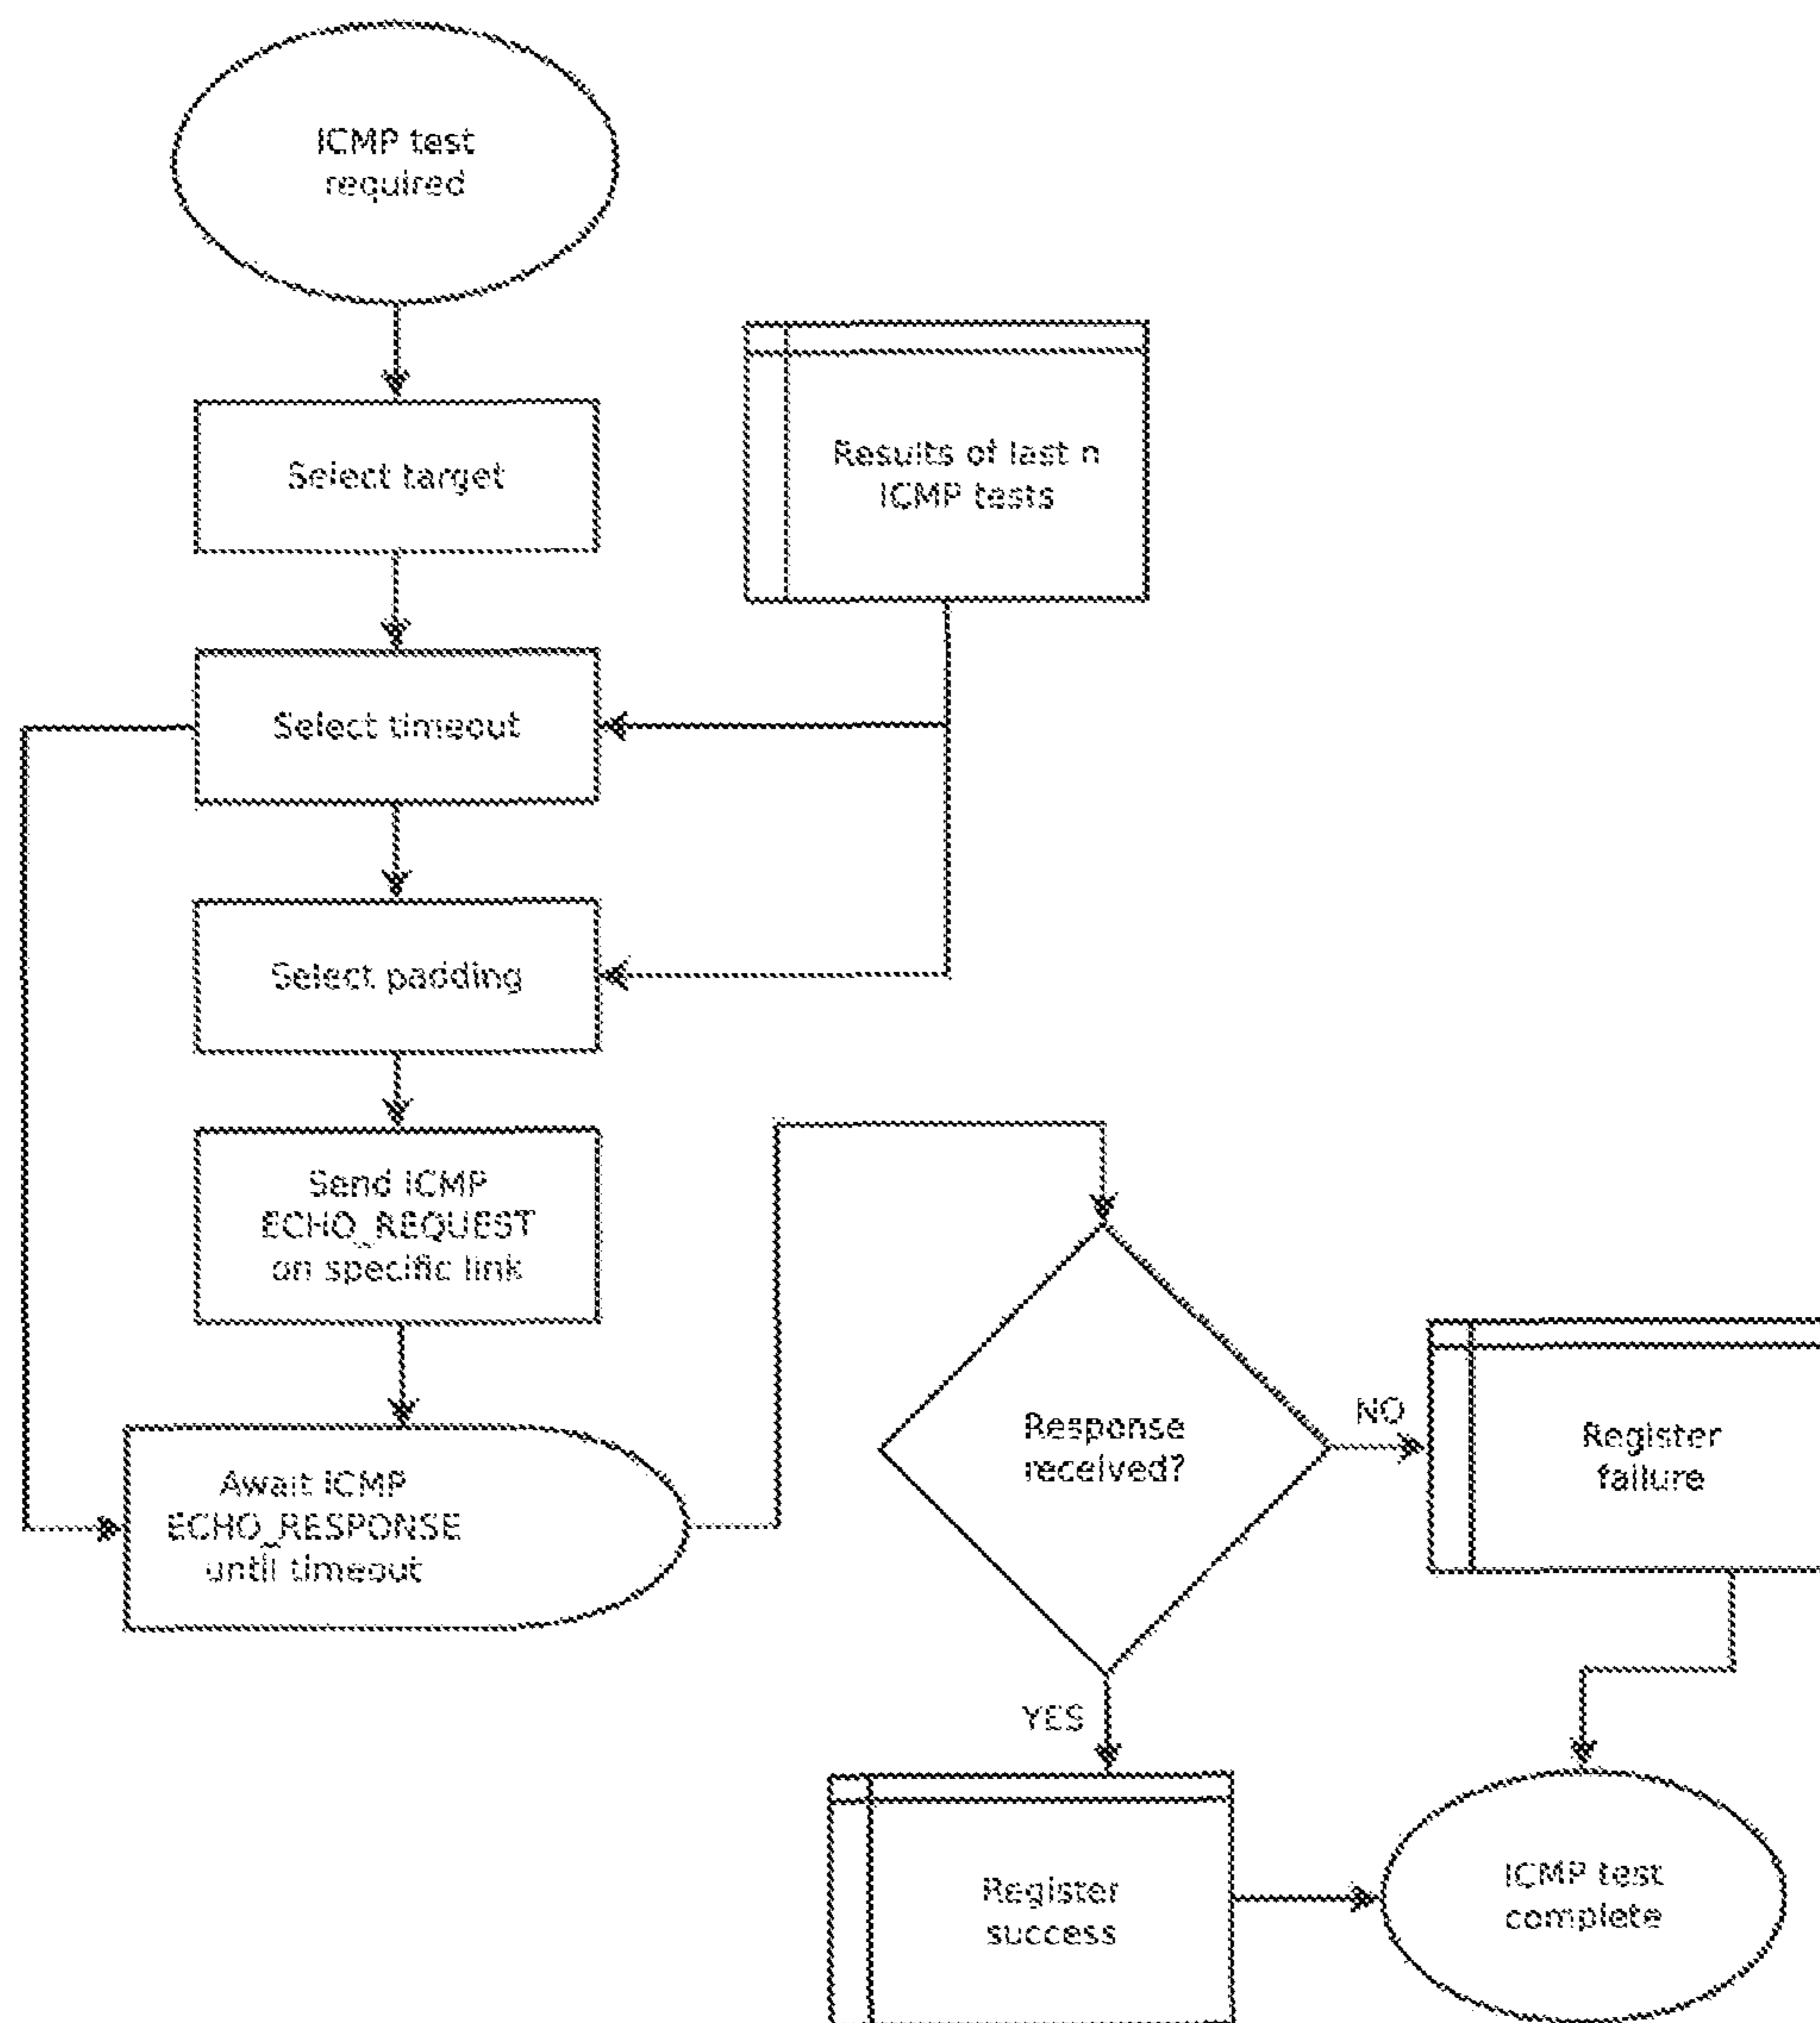 ICMP test
required
Select target
Results of last n
ICMP tests
Select timeout
Select padding
Send ICMP
ECHO_REQUEST
on specific link
Await ICMP
ECHO_RESPONSE
until timeout
Response
received?
NO
Register
failure
YES
Register
success
ICMP test
complete